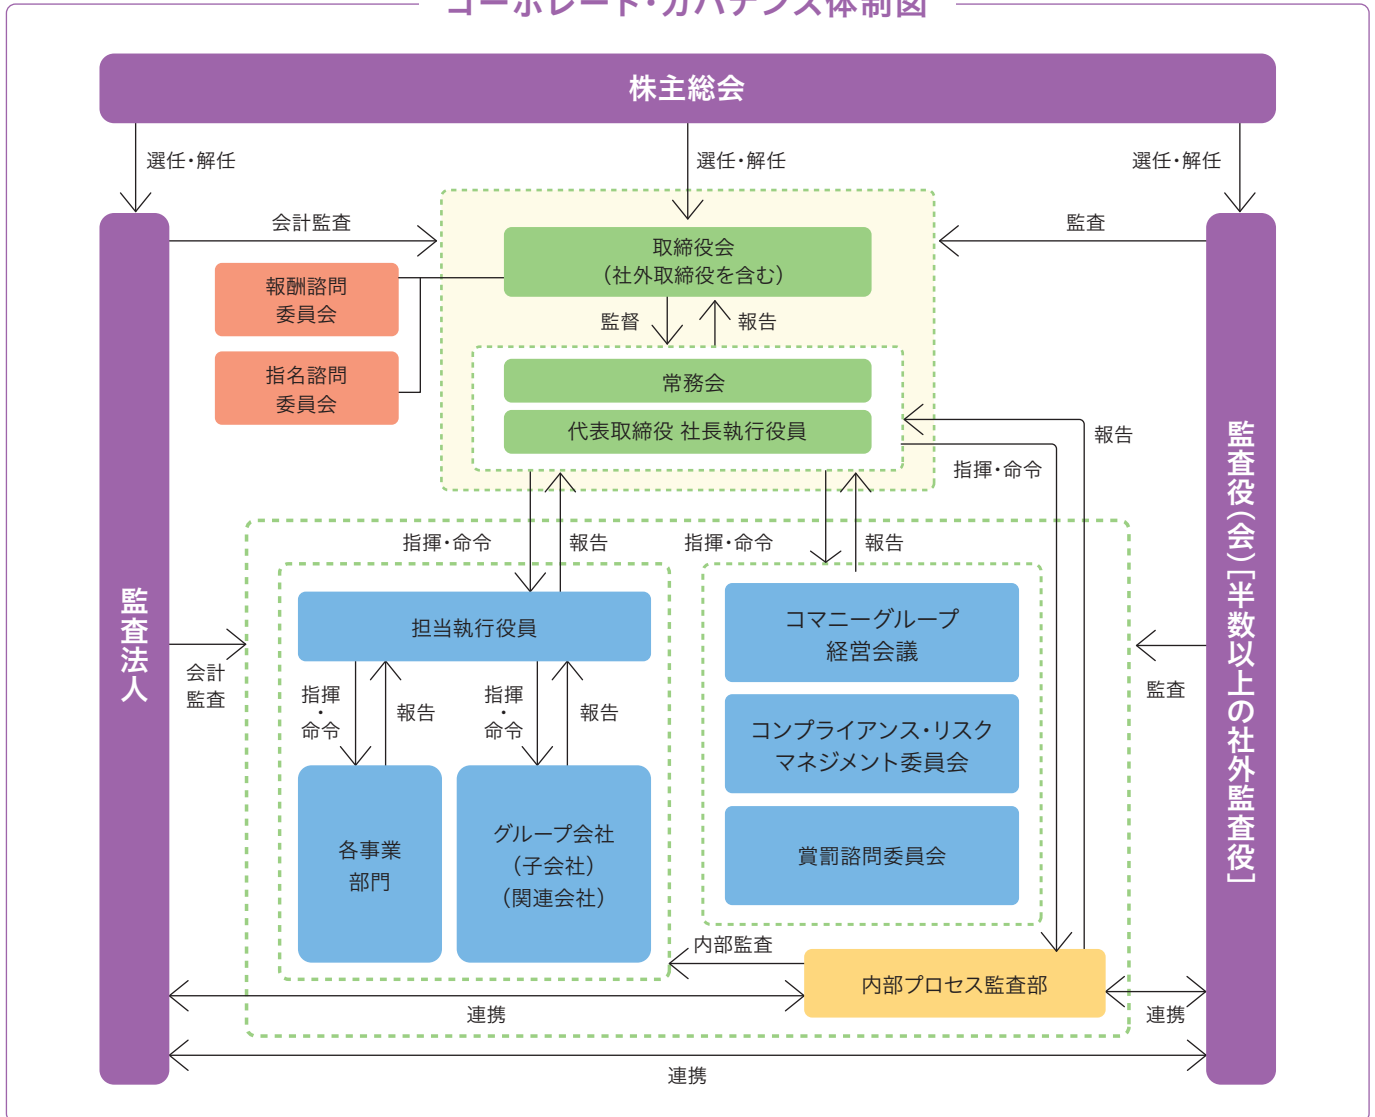 コーポレート・ガバナンス体制図
株主総会
選任・解任
選任・解任
選任・解任
会計監査
監査
取締役会
（社外取締役を含む）
報酬諮問
委員会
監督
報告
指名諮問
委員会
常務会
代表取締役 社長執行役員
報告
指揮・命令
監査法人
監査役（会）［半数以上の社外監査役］
指揮・命令
報告
指揮・命令
報告
担当執行役員
コマニーグループ
経営会議
会計
監査
監査
指揮
・
命令
報告
指揮
・
命令
報告
コンプライアンス・リスク
マネジメント委員会
各事業
部門
グループ会社
（子会社）
（関連会社）
賞罰諮問委員会
内部監査
内部プロセス監査部
連携
連携
連携